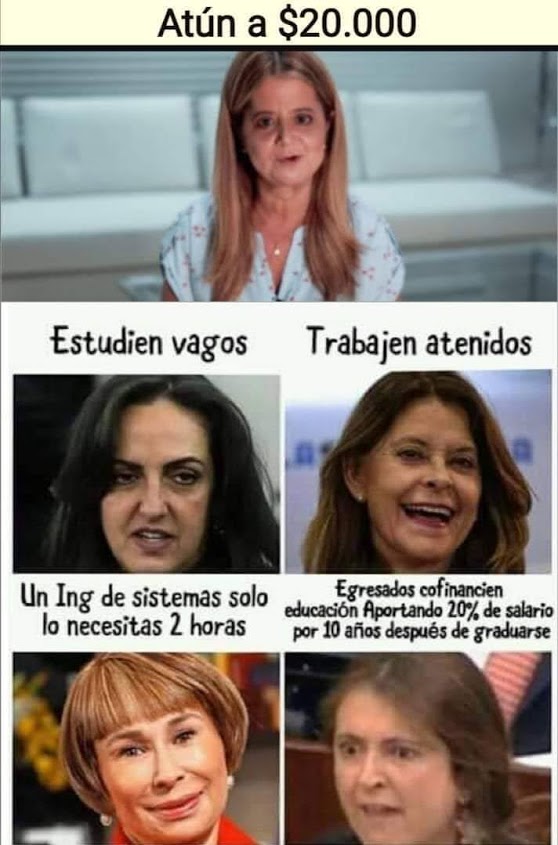 Atún a $20.000
Estudien vagos
Trabajen atenidos
Un Ing de sistemas solo
lo necesitas 2 horas
Egresados cofinancien
educación Aportando 20% de salario
por 10 años después de graduarse